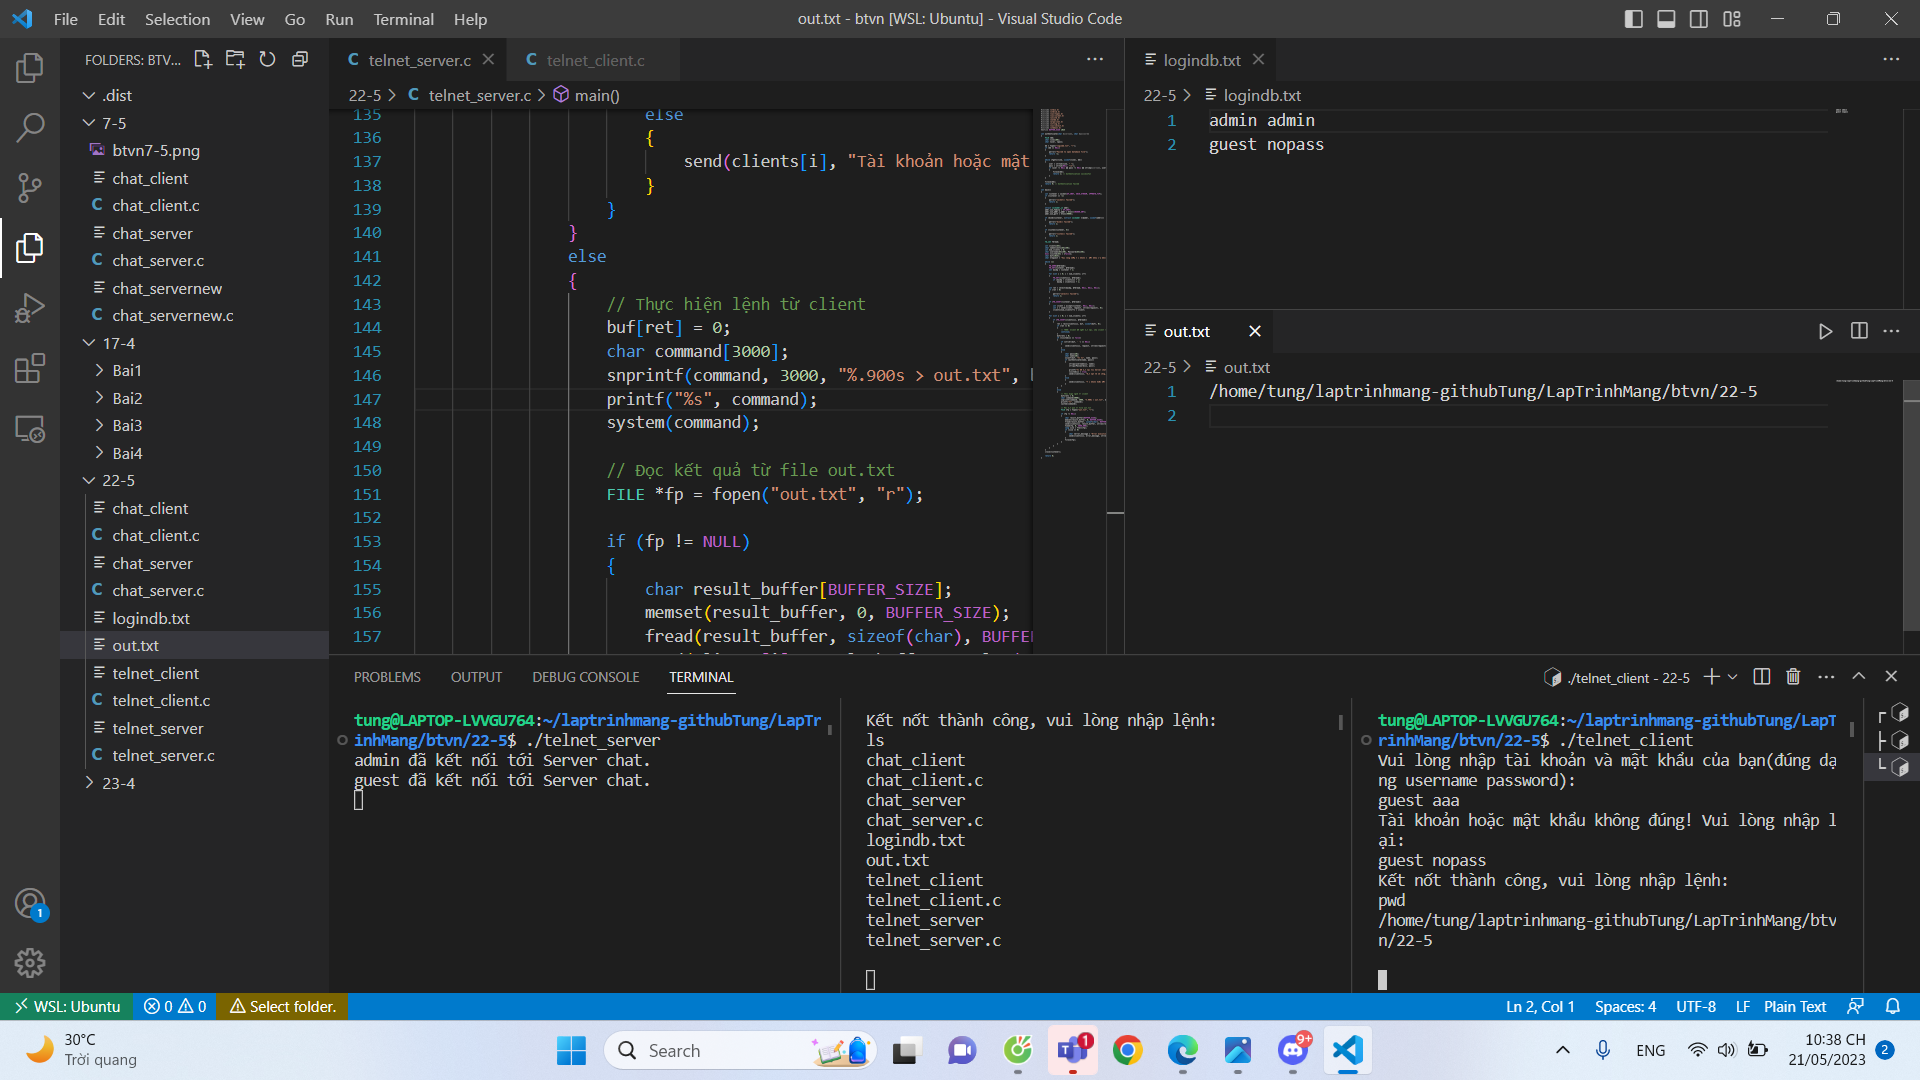 File Edit Selection View Go Run Terminal Help
out.txt - btvn [WSL: Ubuntu] - Visual Studio Code
FOLDERS: BTV...
.dist
7-5
btvn7-5.png
chat_client
chat_client.c
chat_server
chat_server.c
chat_servernew
chat_servernew.c
17-4
Bai1
Bai2
Bai3
Bai4
22-5
chat_client
chat_client.c
chat_server
chat_server.c
logindb.txt
out.txt
telnet_client
telnet_client.c
telnet_server
telnet_server.c
23-4
telnet_server.c
telnet_client.c
22-5 > telnet_server.c > main()
135 else
136 {
137 send(clients[i], "Tài khoản hoặc mật
138 }
139 }
140 }
141 else
142 {
143 // Thực hiện lệnh từ client
144 buf[ret] = 0;
145 char command[3000];
146 snprintf(command, 3000, "%.900s > out.txt",
147 printf("%s", command);
148 system(command);
149
150 // Đọc kết quả từ file out.txt
151 FILE *fp = fopen("out.txt", "r");
152
153 if (fp != NULL)
154 {
155 char result_buffer[BUFFER_SIZE];
156 memset(result_buffer, 0, BUFFER_SIZE);
157 fread(result_buffer, sizeof(char), BUFFE
logindb.txt
22-5 > logindb.txt
1 admin admin
2 guest nopass
out.txt
22-5 > out.txt
1 /home/tung/laptrinhmang-githubTung/LapTrinhMang/btvn/22-5
2
PROBLEMS OUTPUT DEBUG CONSOLE TERMINAL
./telnet_client - 22-5
tung@LAPTOP-LVVGU764:~/laptrinhmang-githubTung/LapTr
inhMang/btvn/22-5$ ./telnet_server
admin đã kết nối tới Server chat.
guest đã kết nối tới Server chat.
Kết nốt thành công, vui lòng nhập lệnh:
ls
chat_client
chat_client.c
chat_server
chat_server.c
logindb.txt
out.txt
telnet_client
telnet_client.c
telnet_server
telnet_server.c
tung@LAPTOP-LVVGU764:~/laptrinhmang-githubTung/LapT
rinhMang/btvn/22-5$ ./telnet_client
Vui lòng nhập tài khoản và mật khẩu của bạn(đúng dạ
ng username password):
guest aaa
Tài khoản hoặc mật khẩu không đúng! Vui lòng nhập l
ại:
guest nopass
Kết nốt thành công, vui lòng nhập lệnh:
pwd
/home/tung/laptrinhmang-githubTung/LapTrinhMang/btv
n/22-5
1
WSL: Ubuntu 0 0 Select folder.
Ln 2, Col 1 Spaces: 4 UTF-8 LF Plain Text
30°C
Trời quang
Search
1
9+
ENG
10:38 CH
21/05/2023
2